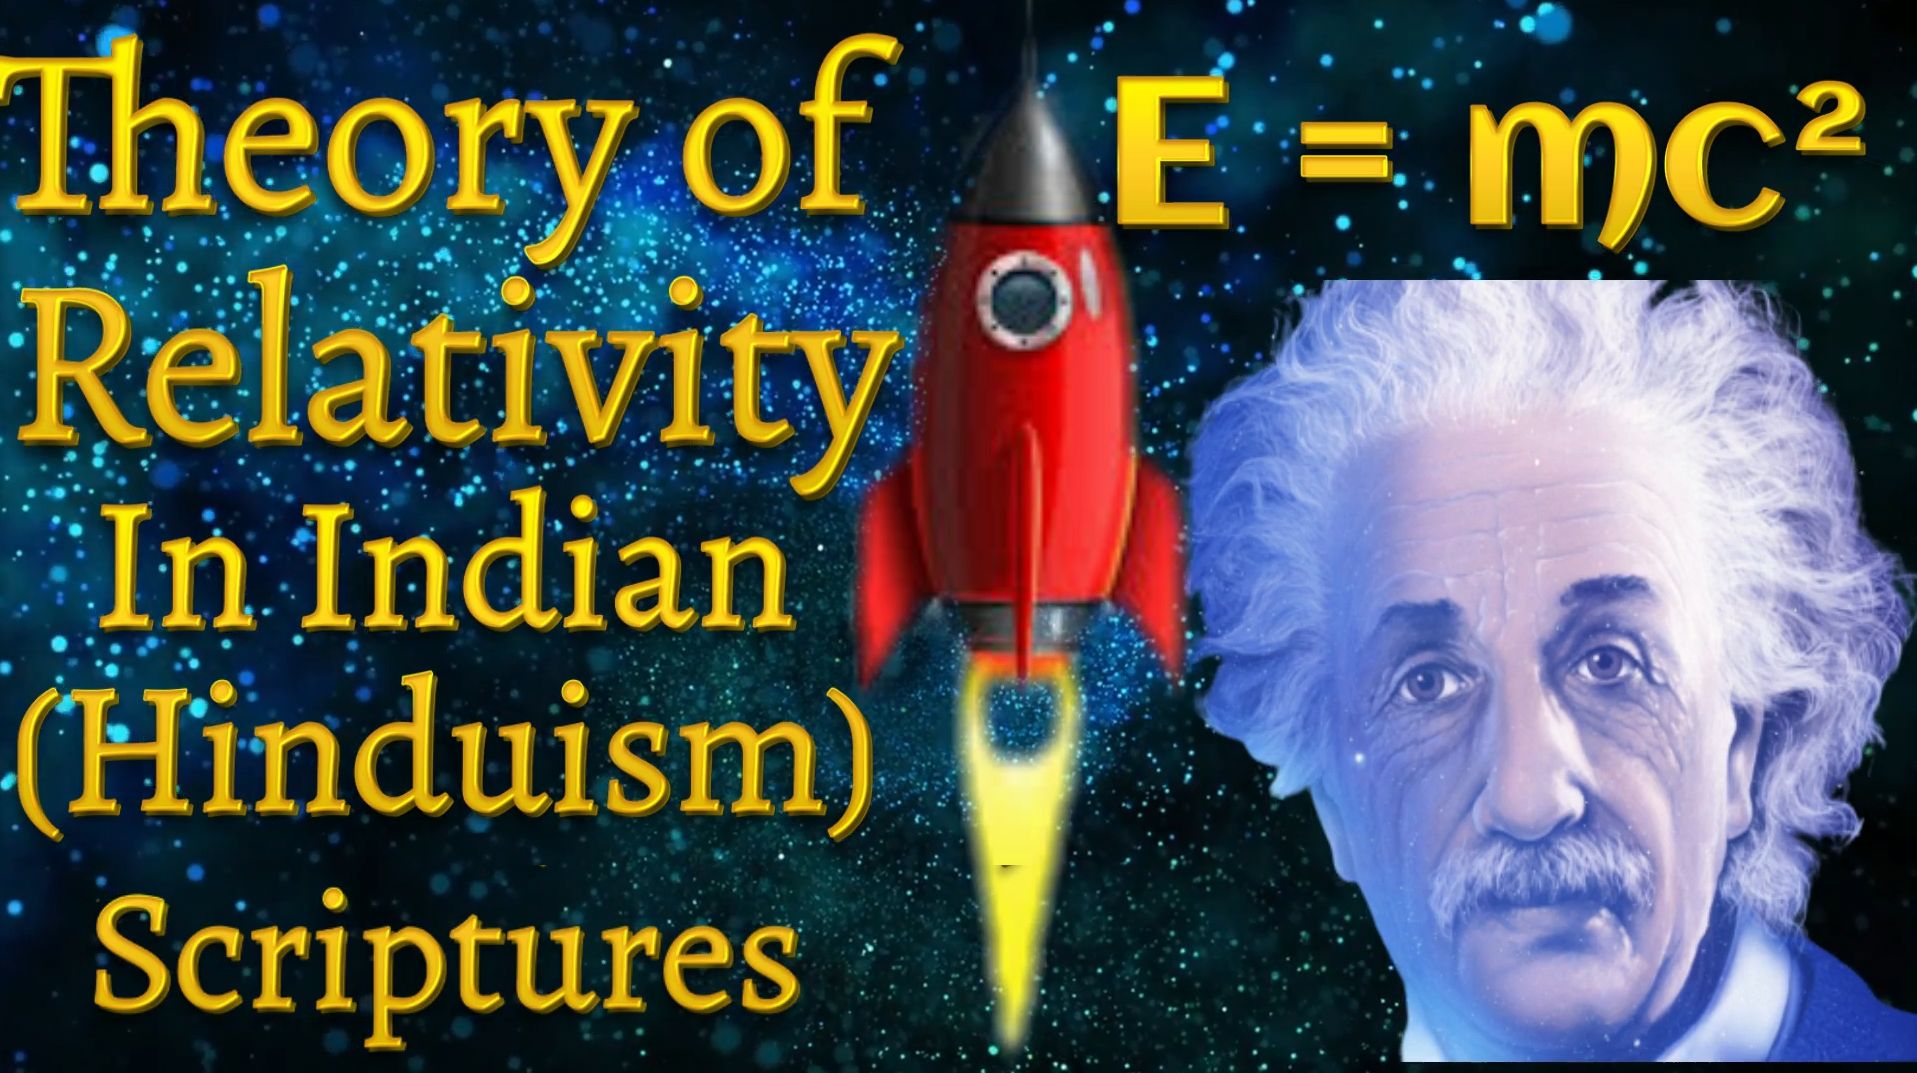 Theory of
Relativity
In Indian
(Hinduism)
Scriptures
E = mc²